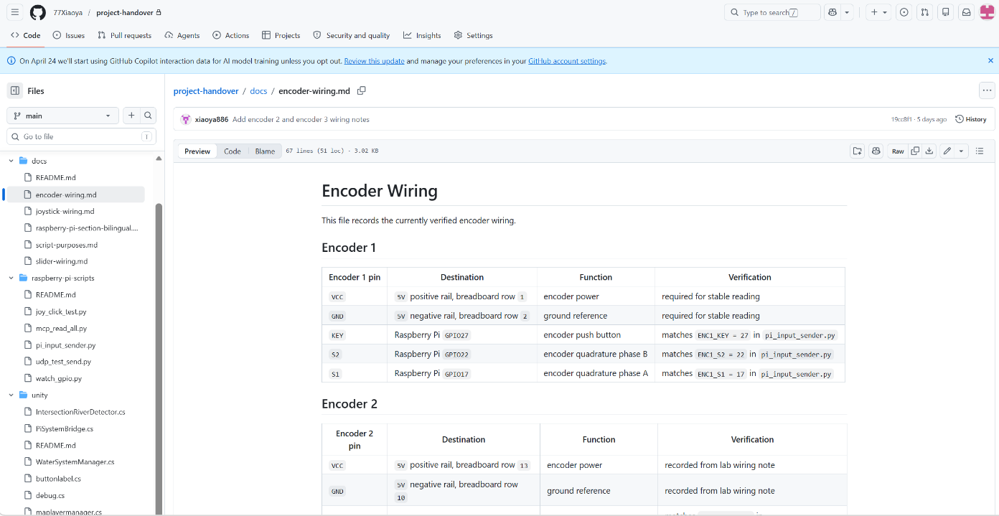 77Xiaoya / project-handover
Type to search /
Code Issues Pull requests Agents Actions Projects Security and quality Insights Settings
On April 24 we'll start using GitHub Copilot interaction data for AI model training unless you opt out. Review this update and manage your preferences in your GitHub account settings.
Files
main
Go to file T
docs
README.md
encoder-wiring.md
joystick-wiring.md
raspberry-pi-section-bilingual....
script-purposes.md
slider-wiring.md
raspberry-pi-scripts
README.md
joy_click_test.py
mcp_read_all.py
pi_input_sender.py
udp_test_send.py
watch_gpio.py
unity
IntersectionRiverDetector.cs
PiSystemBridge.cs
README.md
WaterSystemManager.cs
buttonlabel.cs
debug.cs
maplayermanager.cs
project-handover / docs / encoder-wiring.md
xiaoya886 Add encoder 2 and encoder 3 wiring notes 19cc8f1 · 5 days ago History
Preview Code Blame 67 lines (51 loc) · 3.02 KB Raw
Encoder Wiring
This file records the currently verified encoder wiring.
Encoder 1
Encoder 1 pin Destination Function Verification
VCC 5V positive rail, breadboard row 1 encoder power required for stable reading
GND 5V negative rail, breadboard row 2 ground reference required for stable reading
KEY Raspberry Pi GPIO27 encoder push button matches ENC1_KEY = 27 in pi_input_sender.py
S2 Raspberry Pi GPIO22 encoder quadrature phase B matches ENC1_S2 = 22 in pi_input_sender.py
S1 Raspberry Pi GPIO17 encoder quadrature phase A matches ENC1_S1 = 17 in pi_input_sender.py
Encoder 2
Encoder 2
pin Destination Function Verification
VCC 5V positive rail, breadboard row 13 encoder power recorded from lab wiring note
GND 5V negative rail, breadboard row
10 ground reference recorded from lab wiring note